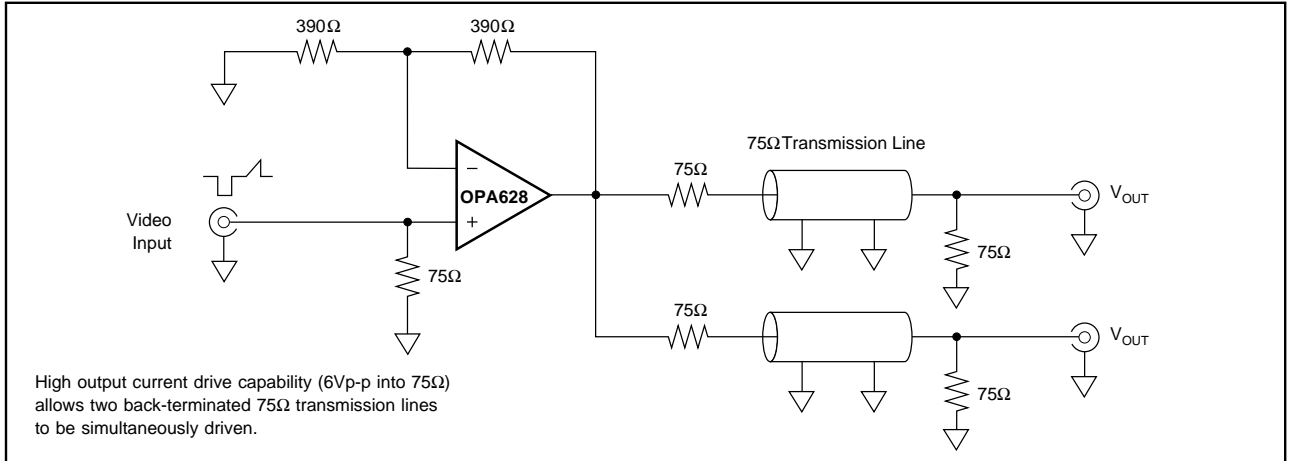 390Ω
390Ω
75Ω Transmission Line
75Ω
−
OPA628
+
V_OUT
Video
Input
75Ω
75Ω
75Ω
V_OUT
75Ω
High output current drive capability (6Vp-p into 75Ω)
allows two back-terminated 75Ω transmission lines
to be simultaneously driven.